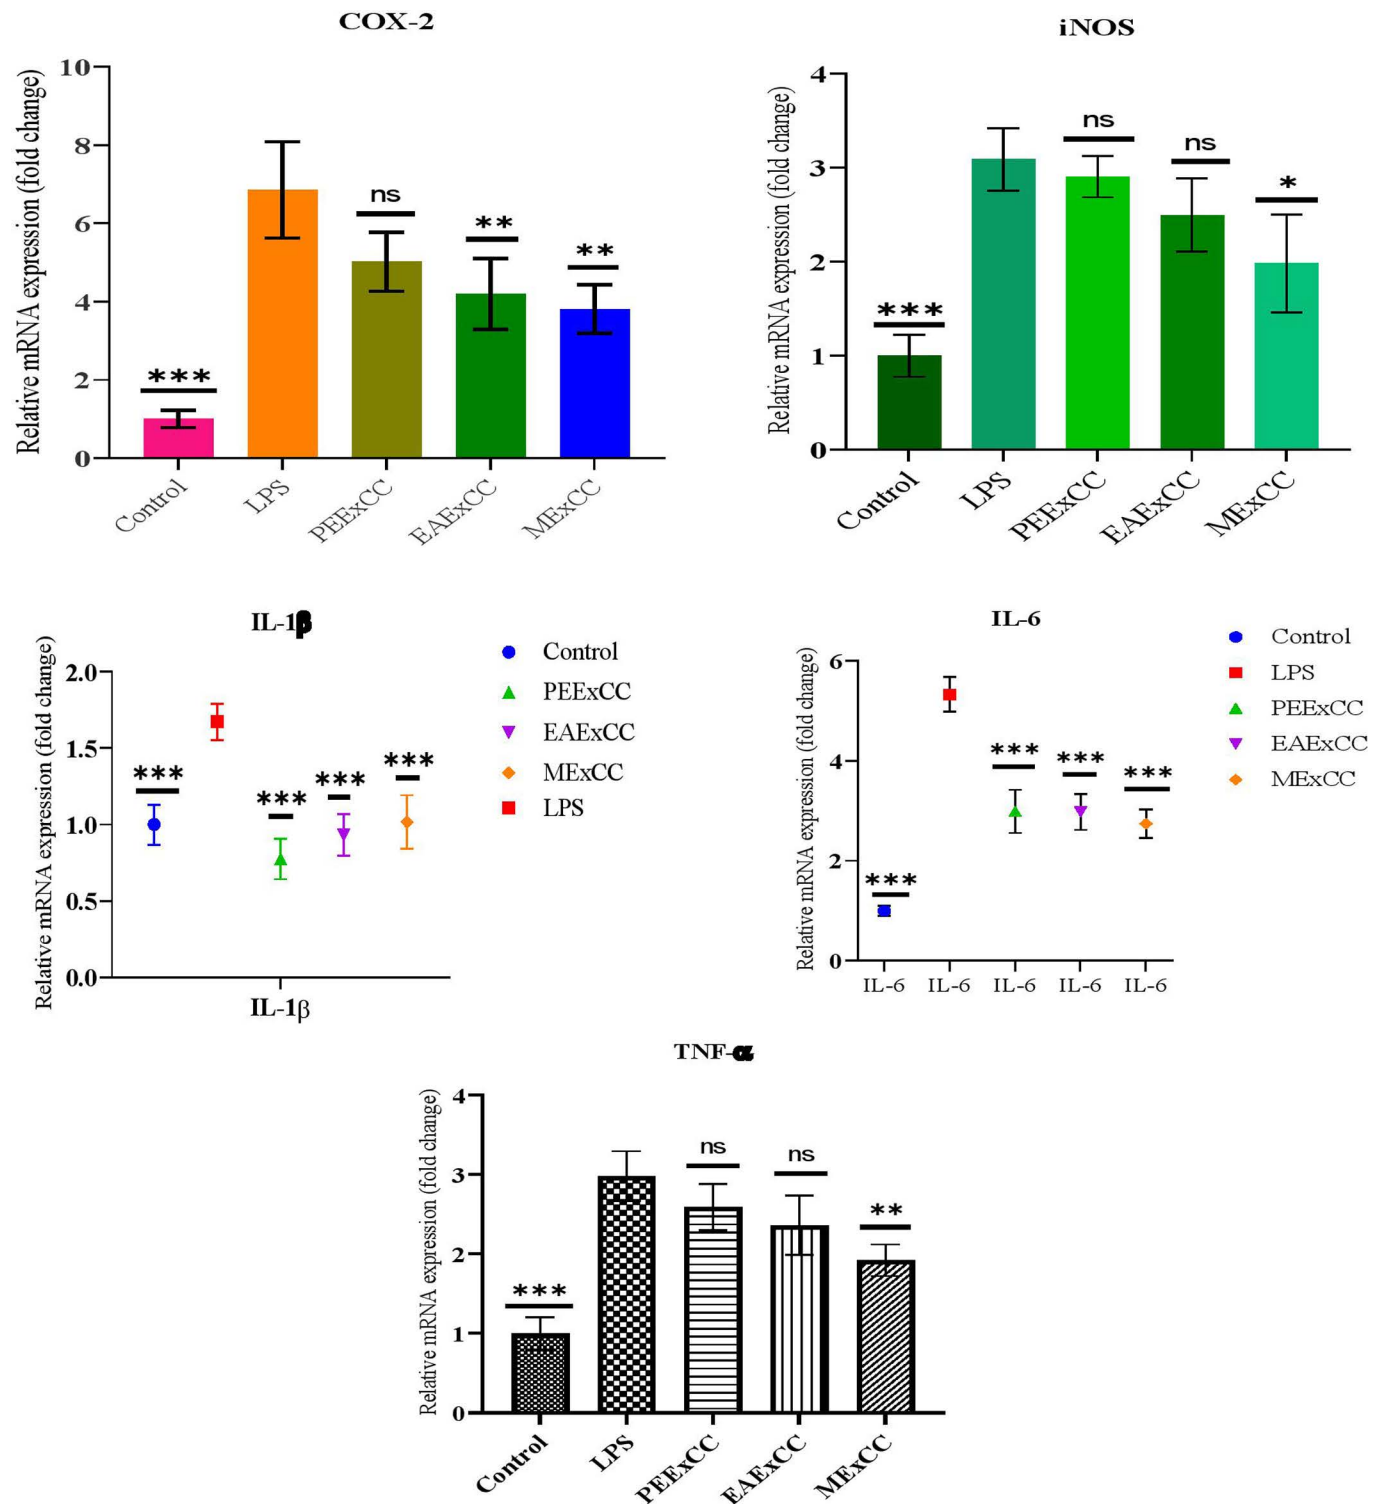 COX-2
Relative mRNA expression (fold change)
10
8
6
4
2
0
***
ns
**
**
Control
LPS
PEExCC
EAExCC
MExCC
iNOS
Relative mRNA expression (fold change)
4
3
2
1
0
***
ns
ns
*
Control
LPS
PEExCC
EAExCC
MExCC
IL-1β
Relative mRNA expression (fold change)
2.0
1.5
1.0
0.5
0.0
***
***
***
***
IL-1β
Control
PEExCC
EAExCC
MExCC
LPS
IL-6
Relative mRNA expression (fold change)
6
4
2
0
***
***
***
***
IL-6 IL-6 IL-6 IL-6 IL-6
Control
LPS
PEExCC
EAExCC
MExCC
TNF-α
Relative mRNA expression (fold change)
4
3
2
1
0
***
ns
ns
**
Control
LPS
PEExCC
EAExCC
MExCC